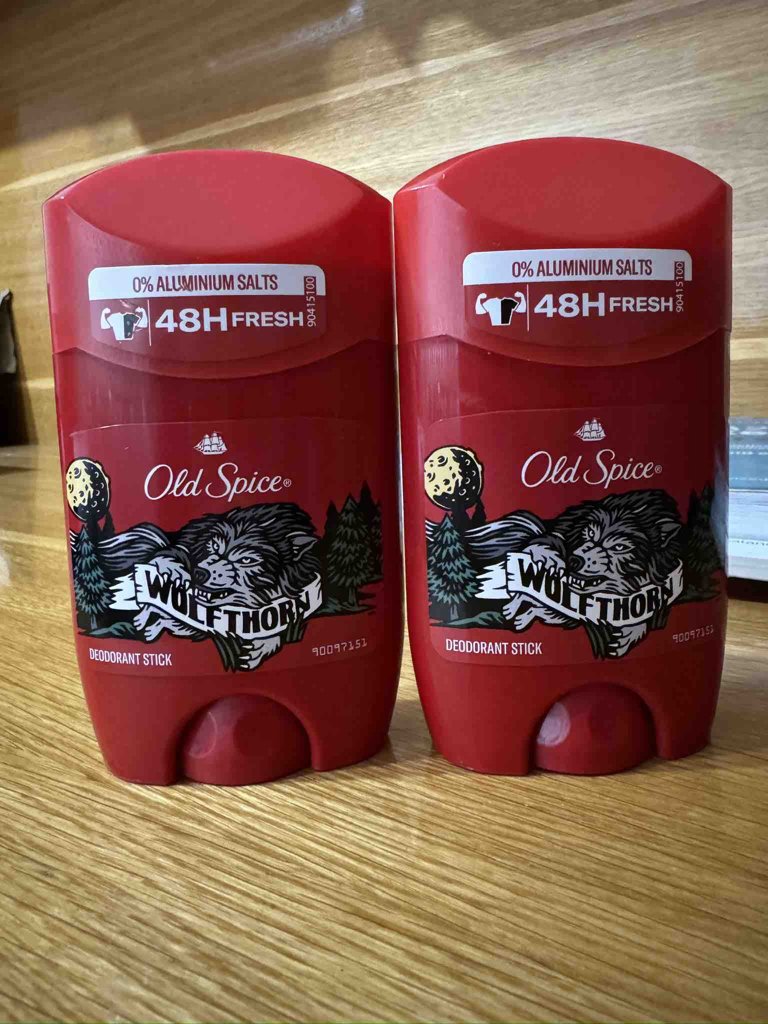 0% ALUMINIUM SALTS
48H FRESH
90415100
Old Spice®
WOLFTHORN
DEODORANT STICK
90097151
0% ALUMINIUM SALTS
48H FRESH
90415100
Old Spice®
WOLFTHORN
DEODORANT STICK
90097151